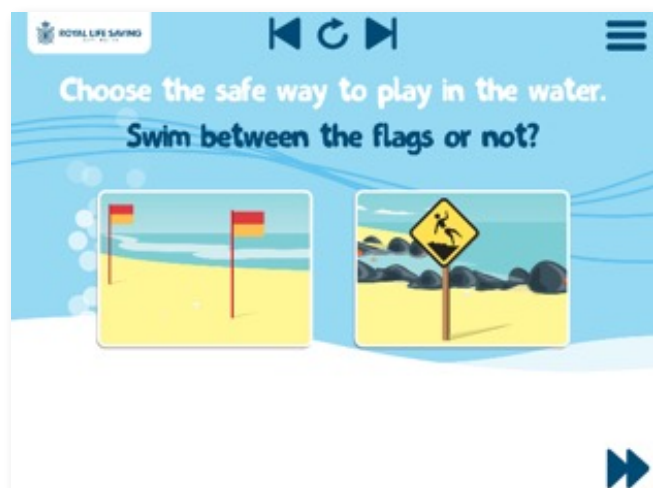 ROYAL LIFE SAVING
Choose the safe way to play in the water.
Swim between the flags or not?